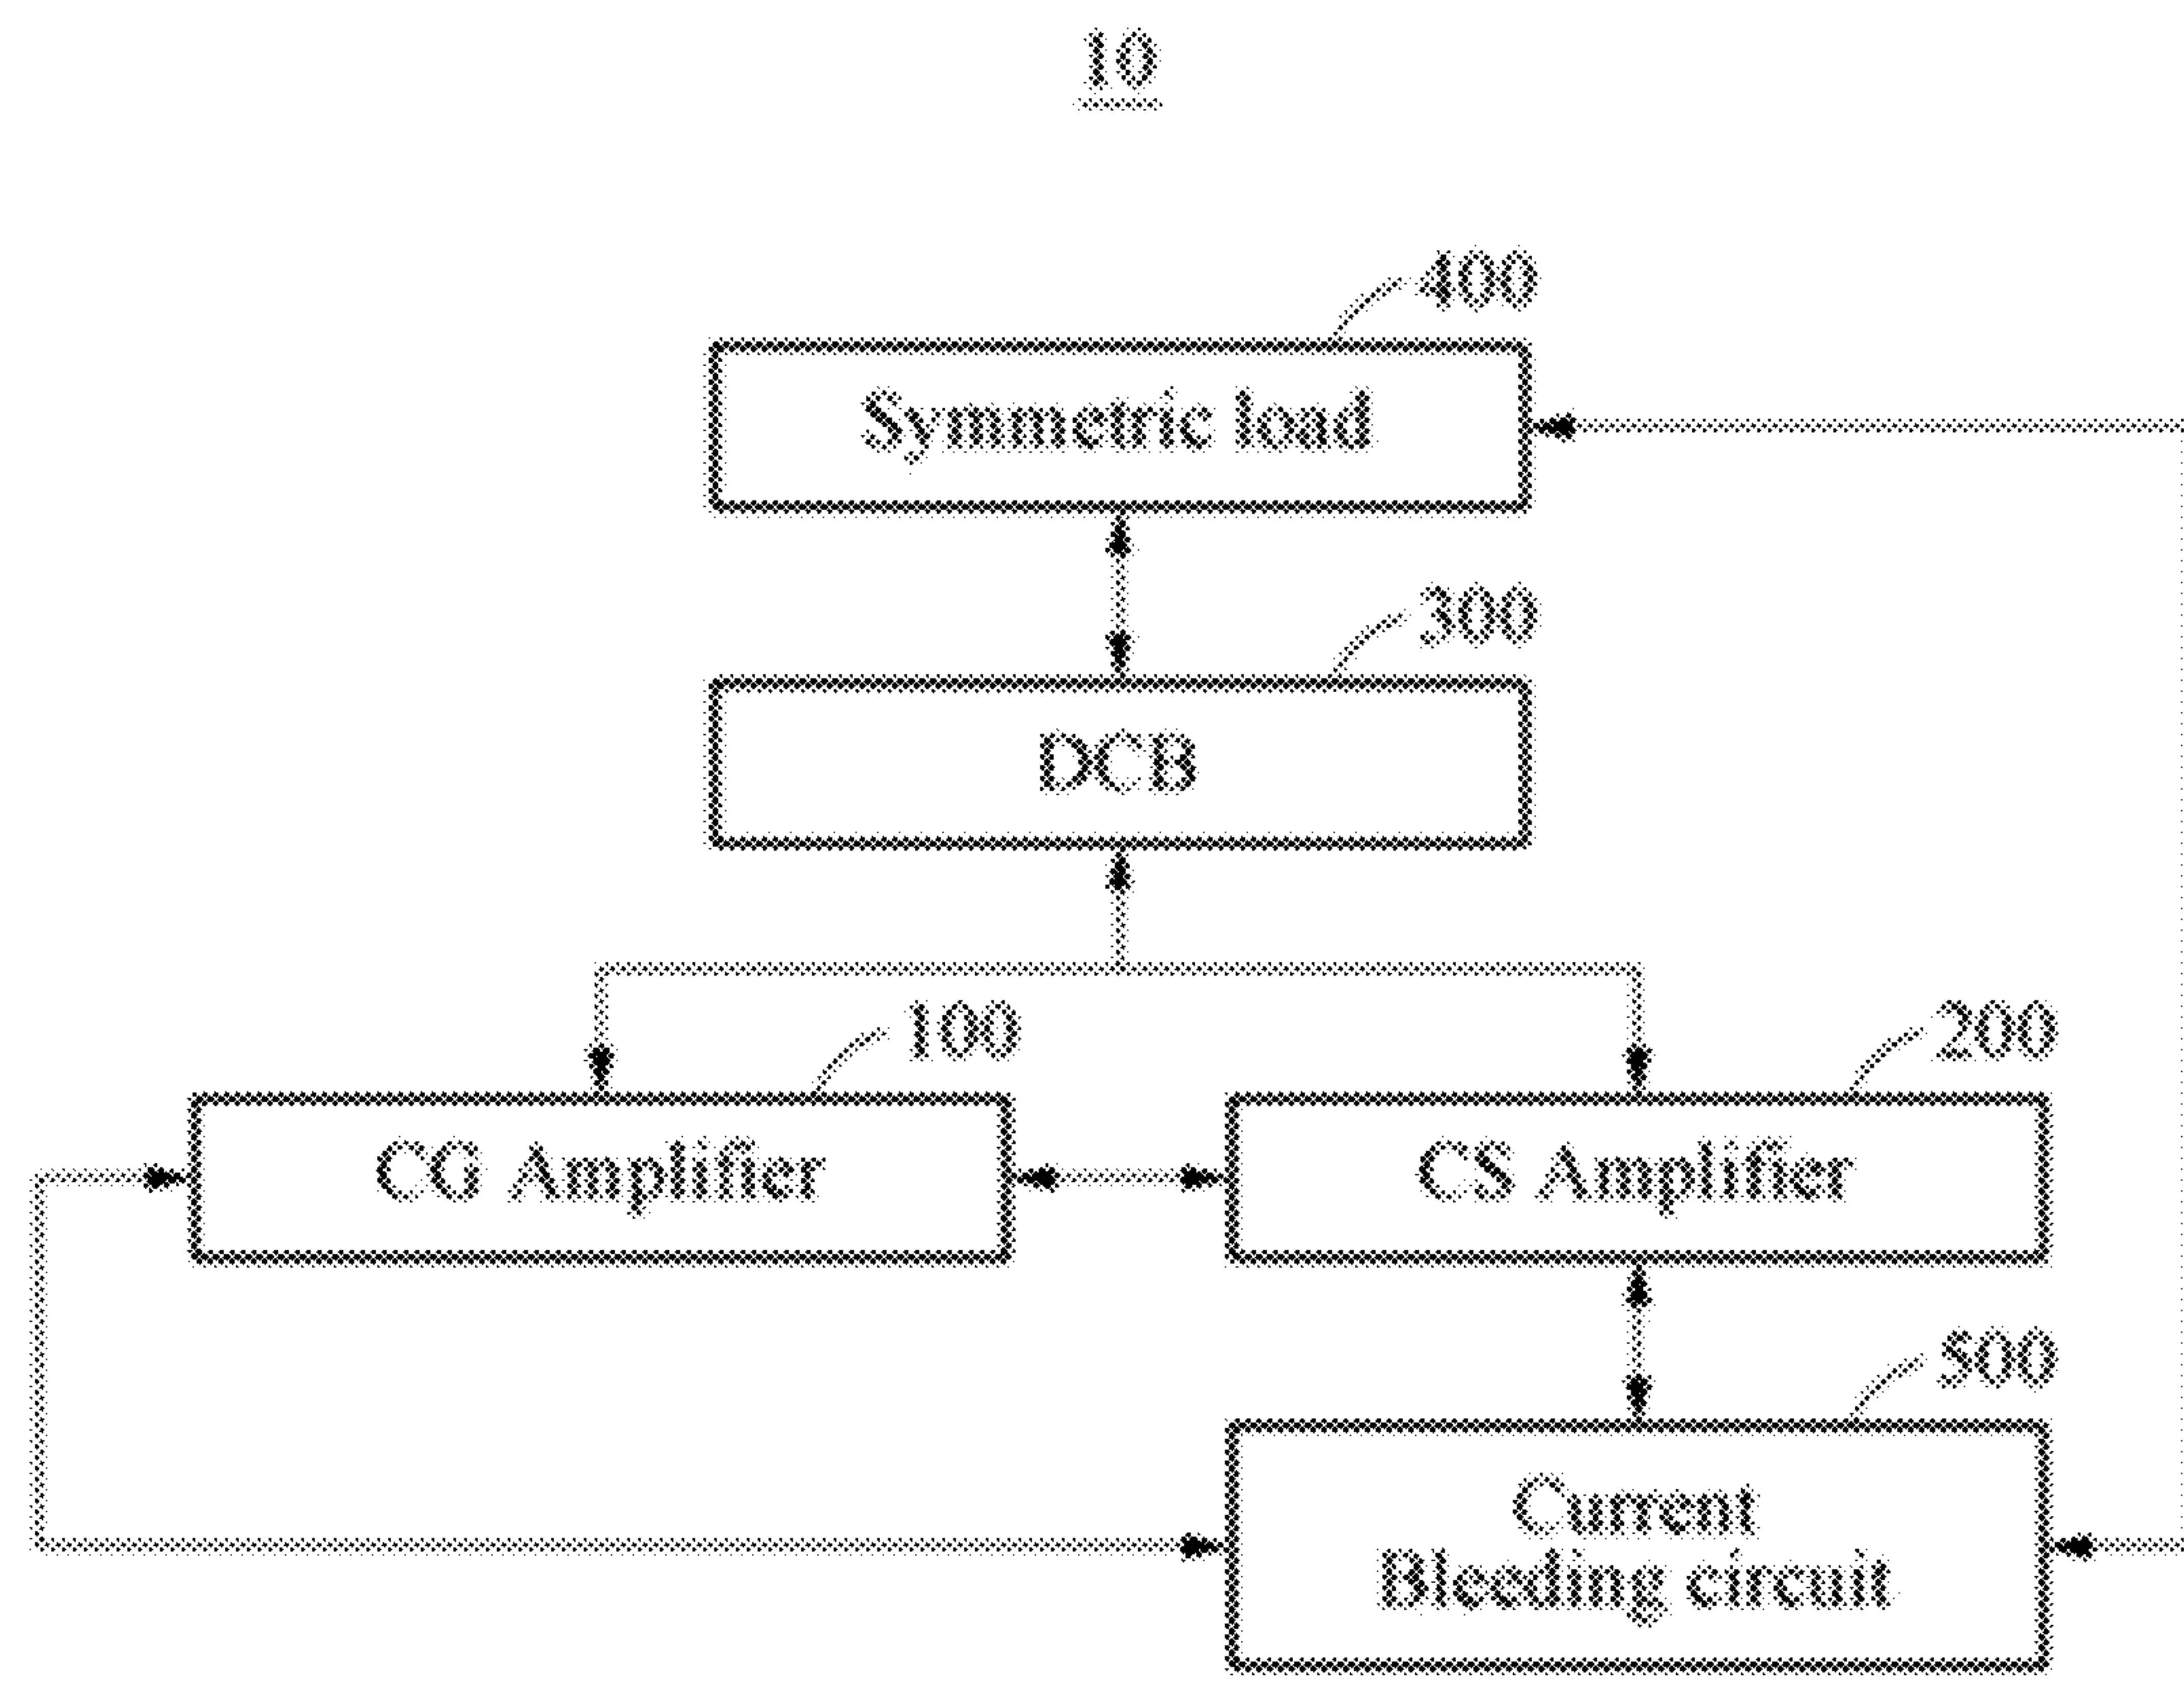 10
400
Symmetric load
300
DCB
100
200
CG Amplifier
CS Amplifier
500
Current
Bleeding circuit